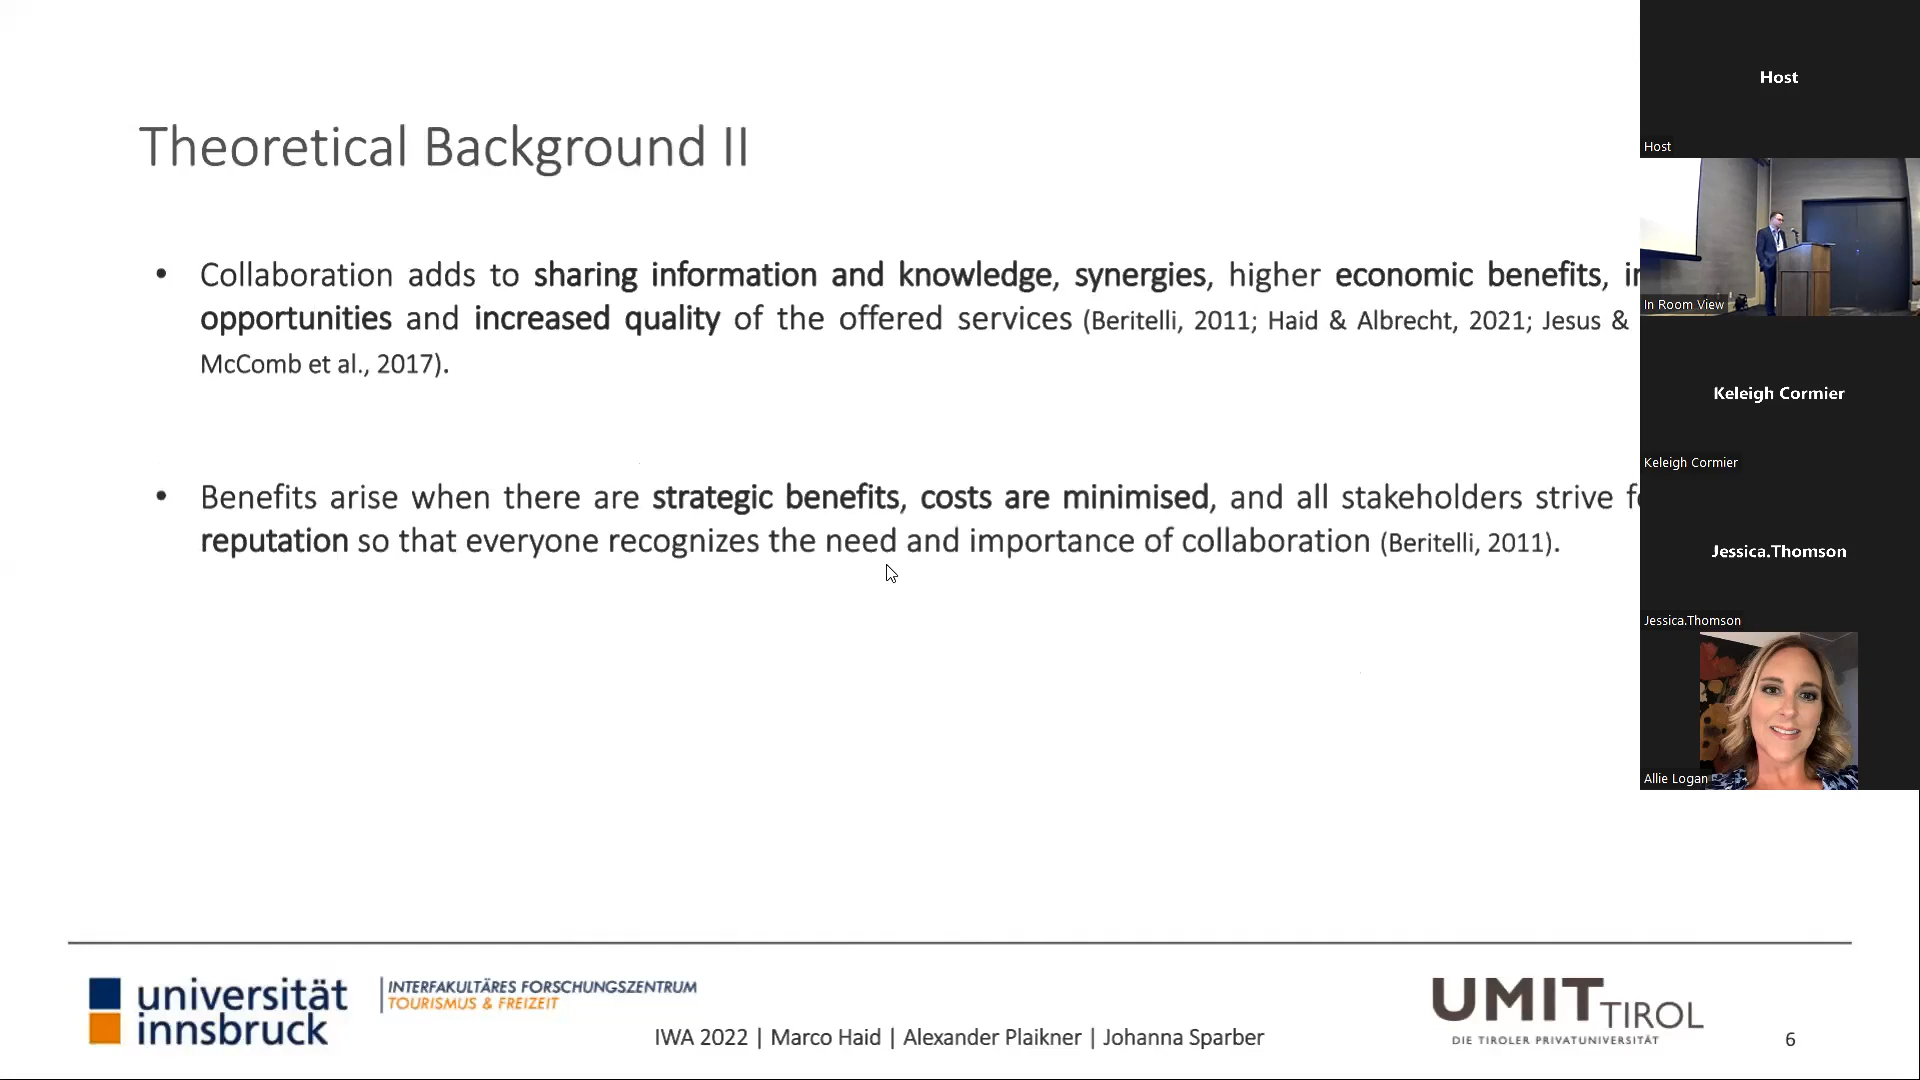 Theoretical Background II
• Collaboration adds to sharing information and knowledge, synergies, higher economic benefits,
opportunities and increased quality of the offered services (Beritelli, 2011; Haid & Albrecht, 2021; Jesus &
McComb et al., 2017).
• Benefits arise when there are strategic benefits, costs are minimised, and all stakeholders strive
reputation so that everyone recognizes the need and importance of collaboration (Beritelli, 2011).
universität
innsbruck
INTERFAKULTÄRES FORSCHUNGSZENTRUM
TOURISMUS & FREIZEIT
IWA 2022 | Marco Haid | Alexander Plaikner | Johanna Sparber
UMIT TIROL
DIE TIROLER PRIVATUNIVERSITÄT
6
Host
Host
In Room View
Keleigh Cormier
Keleigh Cormier
Jessica.Thomson
Jessica.Thomson
Allie Logan